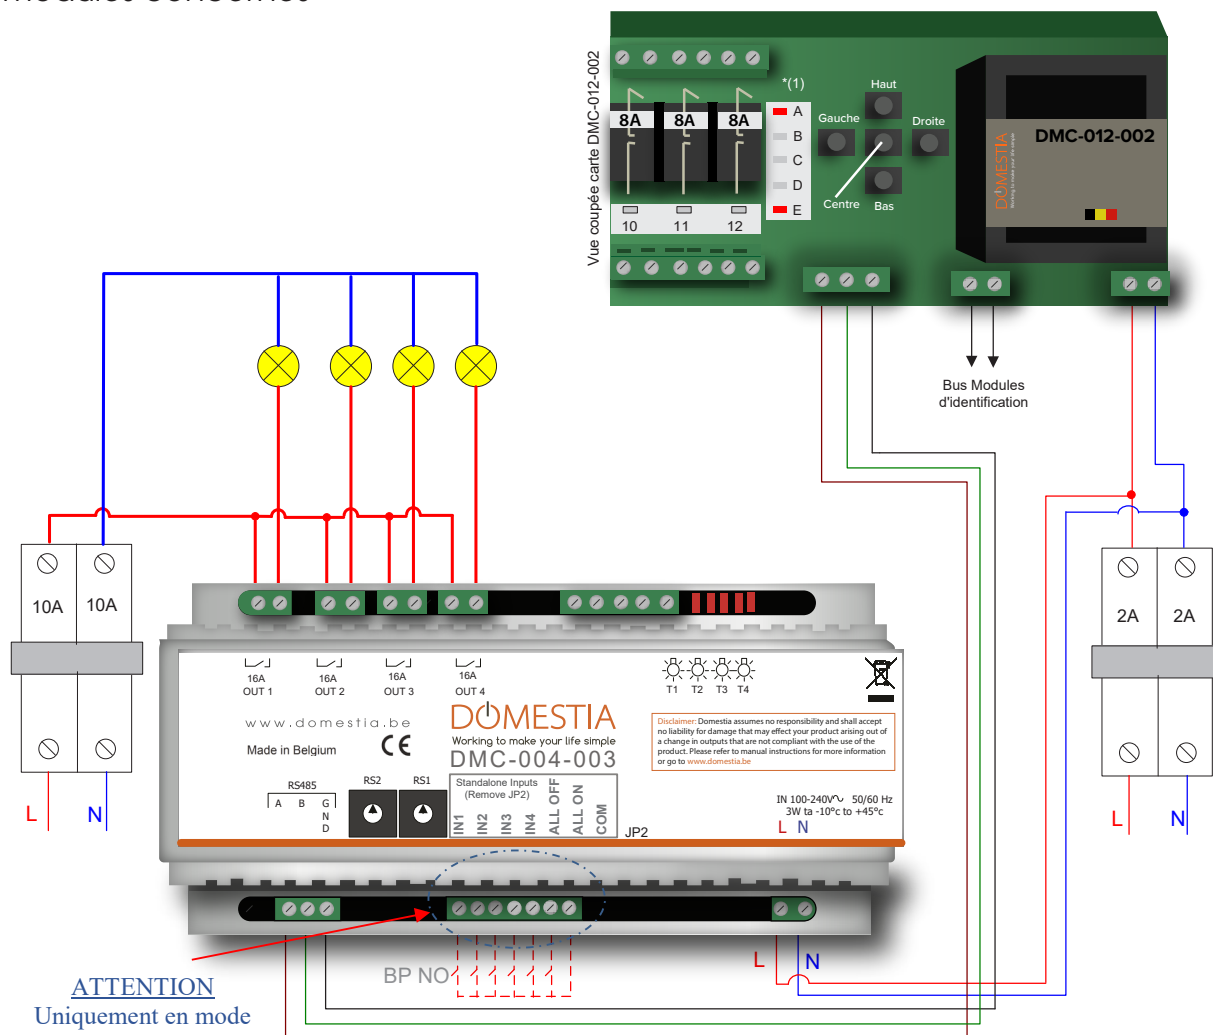 Vue coupée carte DMC-012-002
*(1)
8A 8A 8A
A
B
C
D
E
10 11 12
Haut
Gauche
Droite
Centre
Bas
DOMESTIA
Working to make your life simple
DMC-012-002
Bus Modules
d'identification
10A 10A
L N
2A 2A
L N
16A
OUT 1
16A
OUT 2
16A
OUT 3
16A
OUT 4
T1 T2 T3 T4
www.domestia.be
Made in Belgium
CE
DOMESTIA
Working to make your life simple
DMC-004-003
Disclaimer: Domestia assumes no responsibility and shall accept
no liability for damage that may effect your product arising out of
a change in outputs that are not compliant with the use of the
product. Please refer to manual instructions for more information
or go to www.domestia.be
RS485
A B GND
RS2
RS1
Standalone Inputs
(Remove JP2)
IN1
IN2
IN3
IN4
ALL OFF
ALL ON
COM
JP2
IN 100-240V 50/60 Hz
3W ta -10°c to +45°c
L N
BP NO
L N
ATTENTION
Uniquement en mode